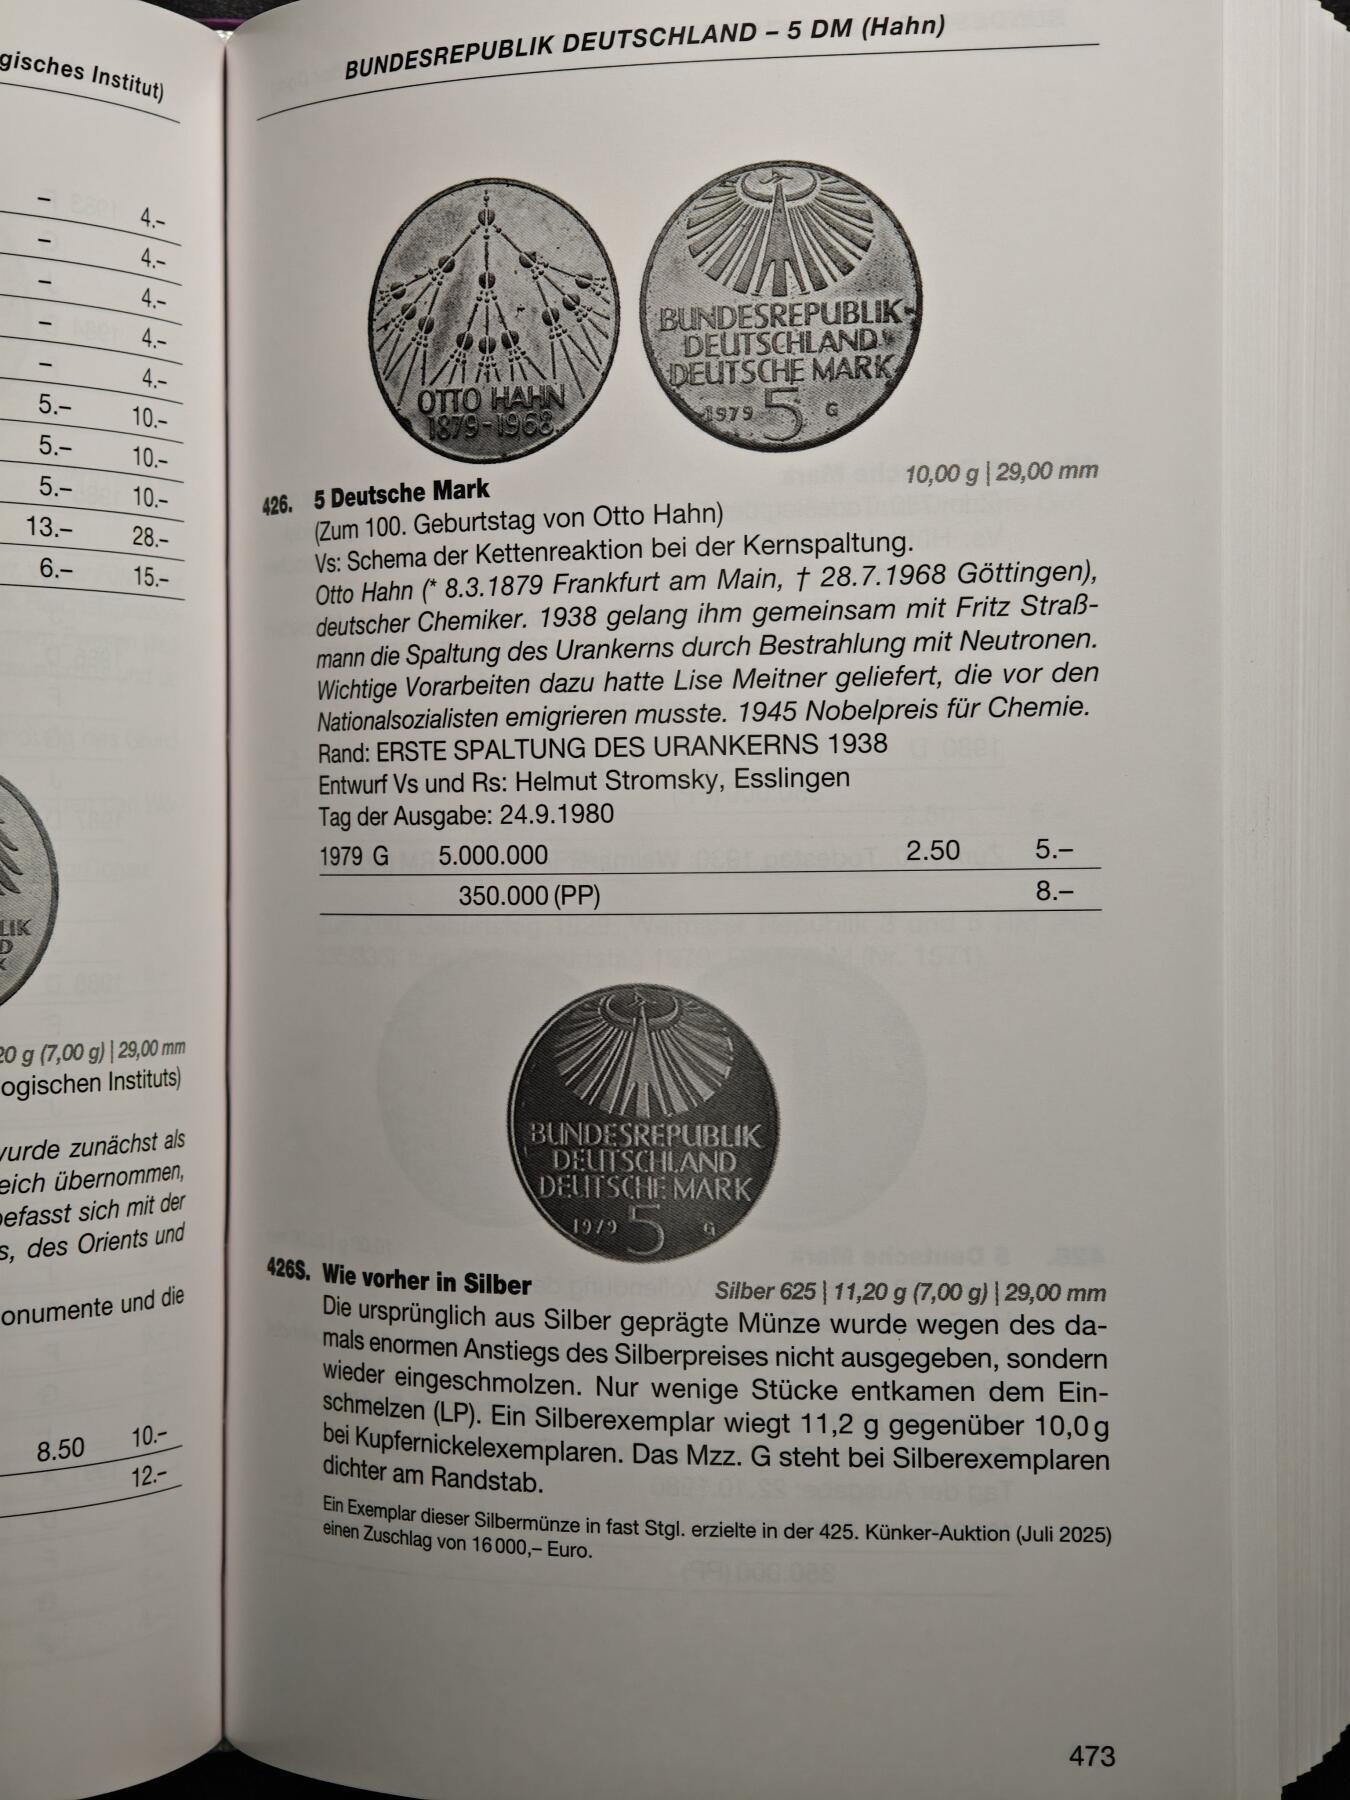 gisches Institut)
– 4.–
– 4.–
– 4.–
– 4.–
– 4.–
5.– 10.–
5.– 10.–
5.– 10.–
13.– 28.–
6.– 15.–
LIK
D
K
20 g (7,00 g) | 29,00 mm
ogischen Instituts)
wurde zunächst als
eich übernommen,
befasst sich mit der
s, des Orients und
onumente und die
8.50 10.–
12.–
BUNDESREPUBLIK DEUTSCHLAND – 5 DM (Hahn)
OTTO HAHN
1879-1968
BUNDESREPUBLIK
DEUTSCHLAND
DEUTSCHE MARK
1979 5 G
10,00 g | 29,00 mm
426. 5 Deutsche Mark
(Zum 100. Geburtstag von Otto Hahn)
Vs: Schema der Kettenreaktion bei der Kernspaltung.
Otto Hahn (* 8.3.1879 Frankfurt am Main, † 28.7.1968 Göttingen),
deutscher Chemiker. 1938 gelang ihm gemeinsam mit Fritz Straß-
mann die Spaltung des Urankerns durch Bestrahlung mit Neutronen.
Wichtige Vorarbeiten dazu hatte Lise Meitner geliefert, die vor den
Nationalsozialisten emigrieren musste. 1945 Nobelpreis für Chemie.
Rand: ERSTE SPALTUNG DES URANKERNS 1938
Entwurf Vs und Rs: Helmut Stromsky, Esslingen
Tag der Ausgabe: 24.9.1980
1979 G 5.000.000 2.50 5.–
350.000 (PP) 8.–
BUNDESREPUBLIK
DEUTSCHLAND
DEUTSCHE MARK
1979 5 G
426S. Wie vorher in Silber
Silber 625 | 11,20 g (7,00 g) | 29,00 mm
Die ursprünglich aus Silber geprägte Münze wurde wegen des da-
mals enormen Anstiegs des Silberpreises nicht ausgegeben, sondern
wieder eingeschmolzen. Nur wenige Stücke entkamen dem Ein-
schmelzen (LP). Ein Silberexemplar wiegt 11,2 g gegenüber 10,0 g
bei Kupfernickelexemplaren. Das Mzz. G steht bei Silberexemplaren
dichter am Randstab.
Ein Exemplar dieser Silbermünze in fast Stgl. erzielte in der 425. Künker-Auktion (Juli 2025)
einen Zuschlag von 16 000,– Euro.
473